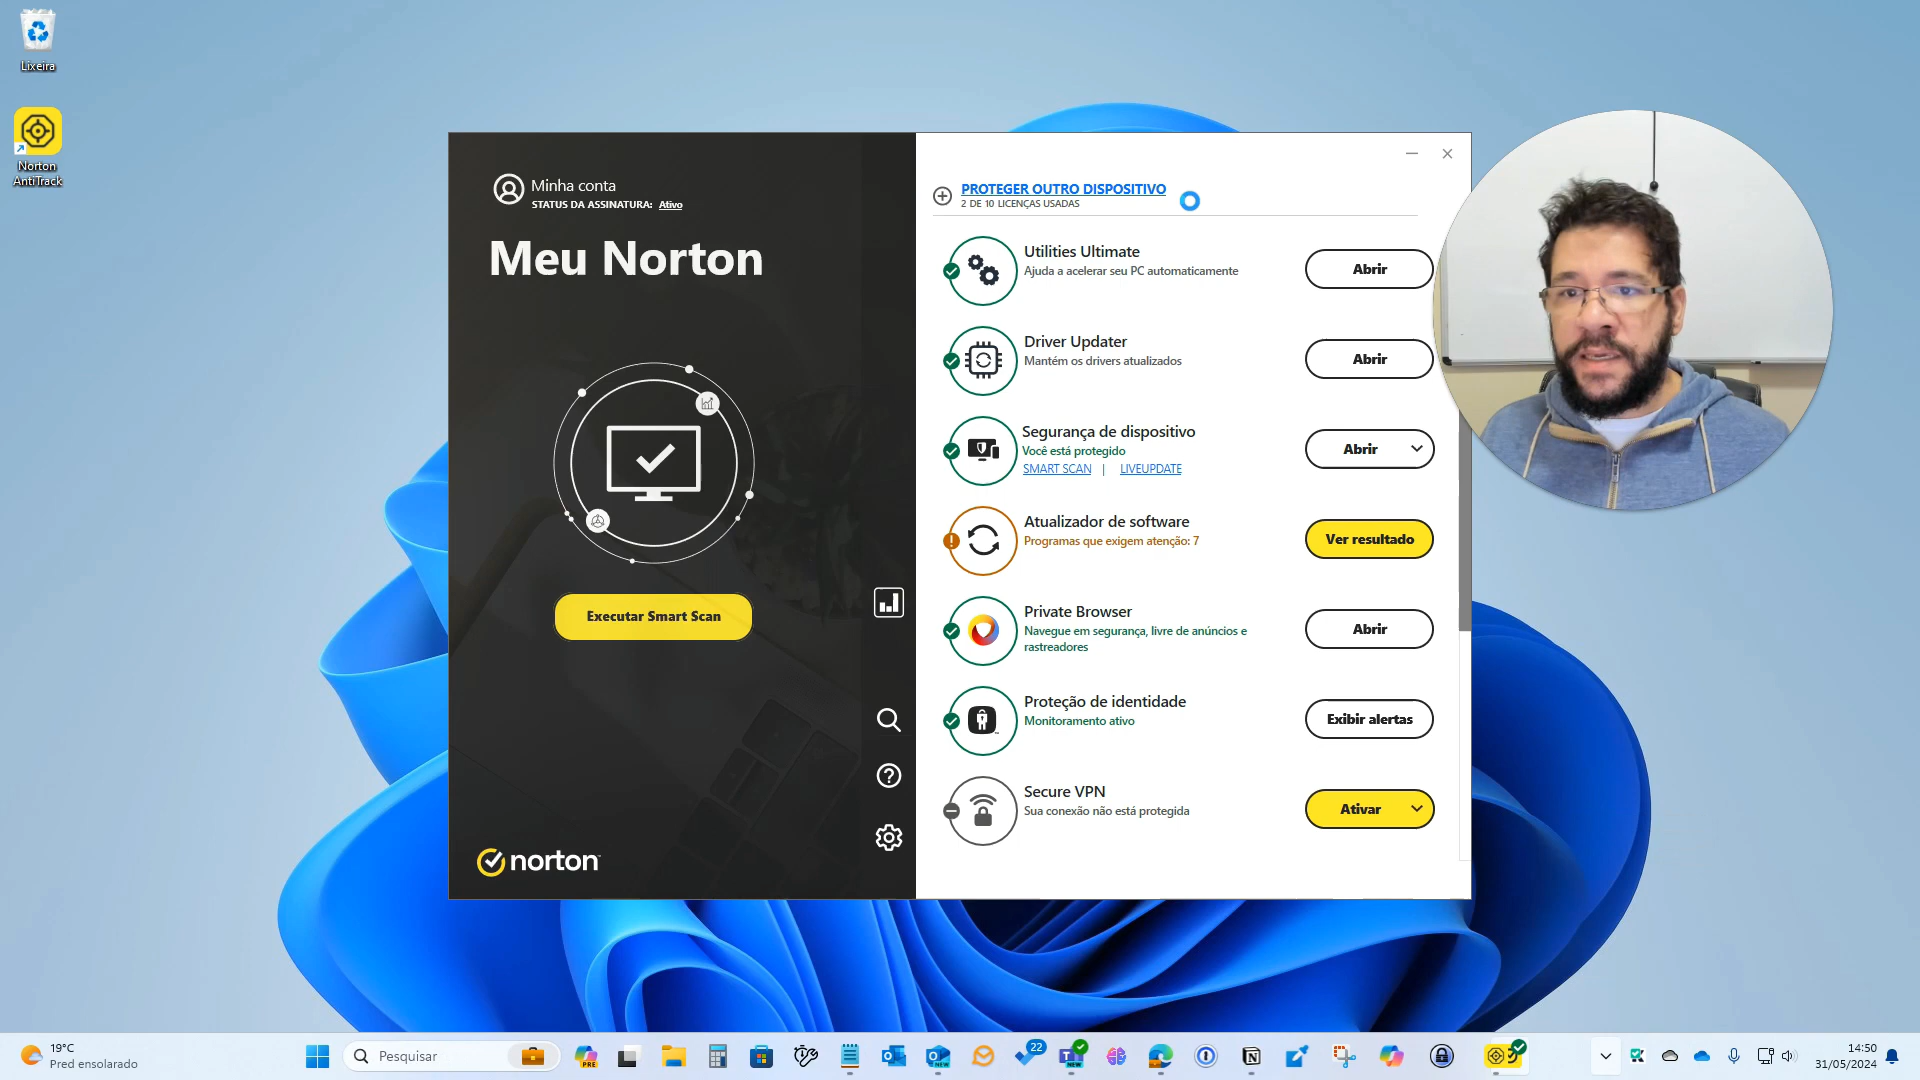 Lixeira
Norton
AntiTrack
Minha conta
STATUS DA ASSINATURA: Ativo
Meu Norton
Executar Smart Scan
norton
PROTEGER OUTRO DISPOSITIVO
2 DE 10 LICENÇAS USADAS
Utilities Ultimate
Ajuda a acelerar seu PC automaticamente
Abrir
Driver Updater
Mantém os drivers atualizados
Abrir
Segurança de dispositivo
Você está protegido
SMART SCAN | LIVEUPDATE
Abrir
Atualizador de software
Programas que exigem atenção: 7
Ver resultado
Private Browser
Navegue em segurança, livre de anúncios e
rastreadores
Abrir
Proteção de identidade
Monitoramento ativo
Exibir alertas
Secure VPN
Sua conexão não está protegida
Ativar
19°C
Pred ensolarado
Pesquisar
PRE
NEW
22
NEW
14:50
31/05/2024